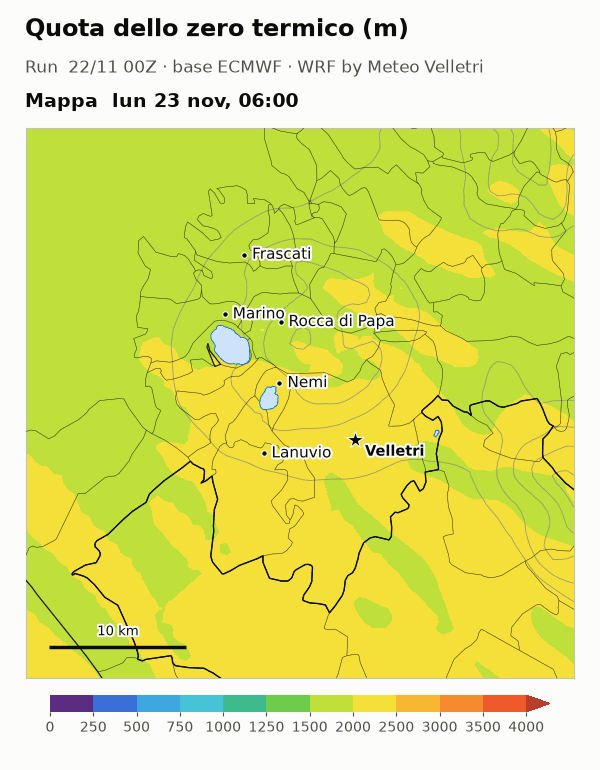 Quota dello zero termico (m)
Run  22/11 00Z · base ECMWF · WRF by Meteo Velletri
Mappa  lun 23 nov, 06:00
Frascati
Marino
Rocca di Papa
Nemi
Velletri
Lanuvio
10 km
0 250 500 750 1000 1250 1500 2000 2500 3000 3500 4000